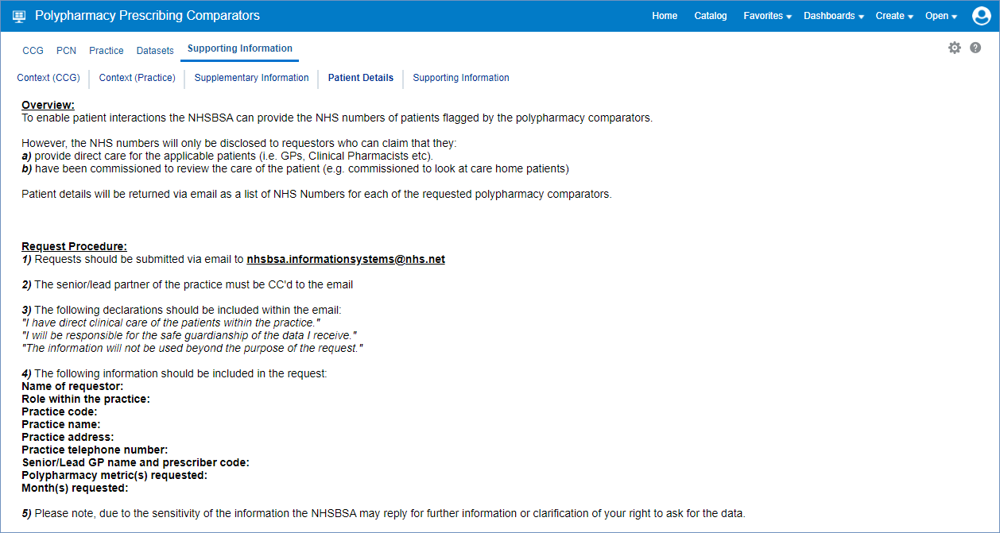 Polypharmacy Prescribing Comparators
Home Catalog Favorites Dashboards Create Open
CCG PCN Practice Datasets Supporting Information
Context (CCG) Context (Practice) Supplementary Information Patient Details Supporting Information
Overview:
To enable patient interactions the NHSBSA can provide the NHS numbers of patients flagged by the polypharmacy comparators.
However, the NHS numbers will only be disclosed to requestors who can claim that they:
a) provide direct care for the applicable patients (i.e. GPs, Clinical Pharmacists etc).
b) have been commissioned to review the care of the patient (e.g. commissioned to look at care home patients)
Patient details will be returned via email as a list of NHS Numbers for each of the requested polypharmacy comparators.
Request Procedure:
1) Requests should be submitted via email to nhsbsa.informationsystems@nhs.net
2) The senior/lead partner of the practice must be CC'd to the email
3) The following declarations should be included within the email:
"I have direct clinical care of the patients within the practice."
"I will be responsible for the safe guardianship of the data I receive."
"The information will not be used beyond the purpose of the request."
4) The following information should be included in the request:
Name of requestor:
Role within the practice:
Practice code:
Practice name:
Practice address:
Practice telephone number:
Senior/Lead GP name and prescriber code:
Polypharmacy metric(s) requested:
Month(s) requested:
5) Please note, due to the sensitivity of the information the NHSBSA may reply for further information or clarification of your right to ask for the data.